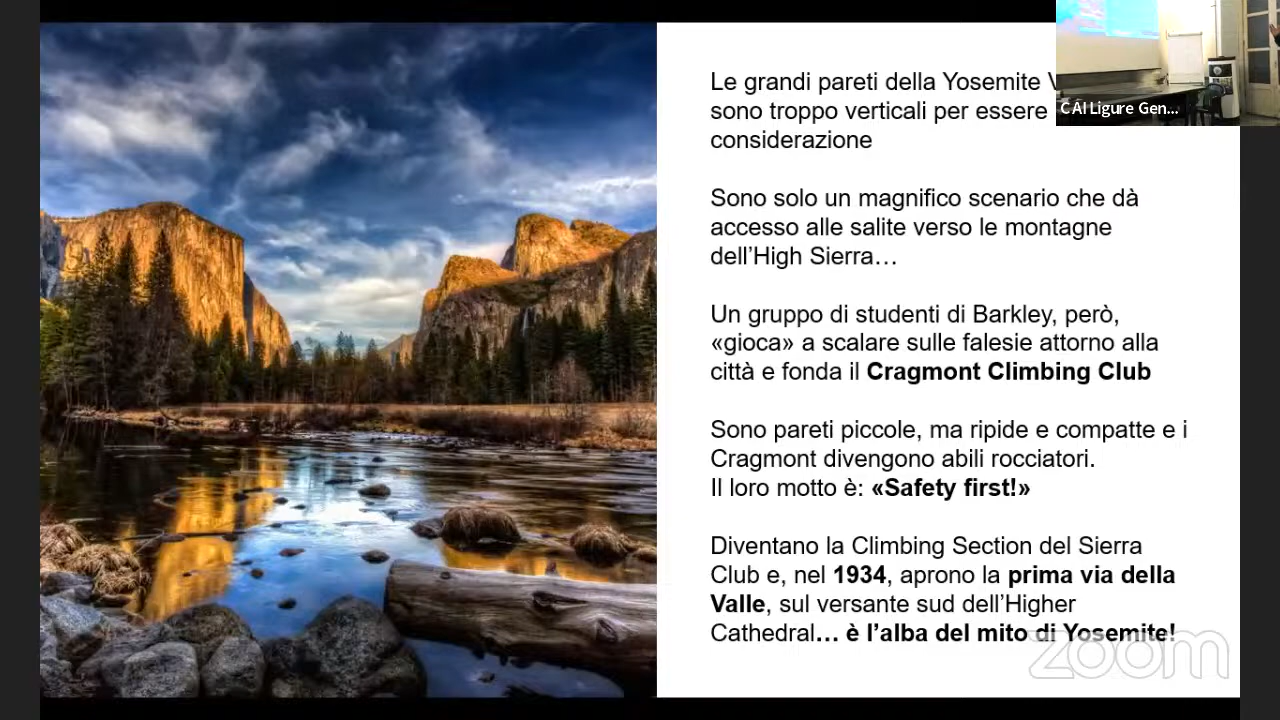 Le grandi pareti della Yosemite
sono troppo verticali per essere
considerazione
Sono solo un magnifico scenario che dà
accesso alle salite verso le montagne
dell’High Sierra…
Un gruppo di studenti di Barkley, però,
«gioca» a scalare sulle falesie attorno alla
città e fonda il Cragmont Climbing Club
Sono pareti piccole, ma ripide e compatte e i
Cragmont divengono abili rocciatori.
Il loro motto è: «Safety first!»
Diventano la Climbing Section del Sierra
Club e, nel 1934, aprono la prima via della
Valle, sul versante sud dell’Higher
Cathedral… è l’alba del mito di Yosemite!
CAI Ligure Gen...
zoom